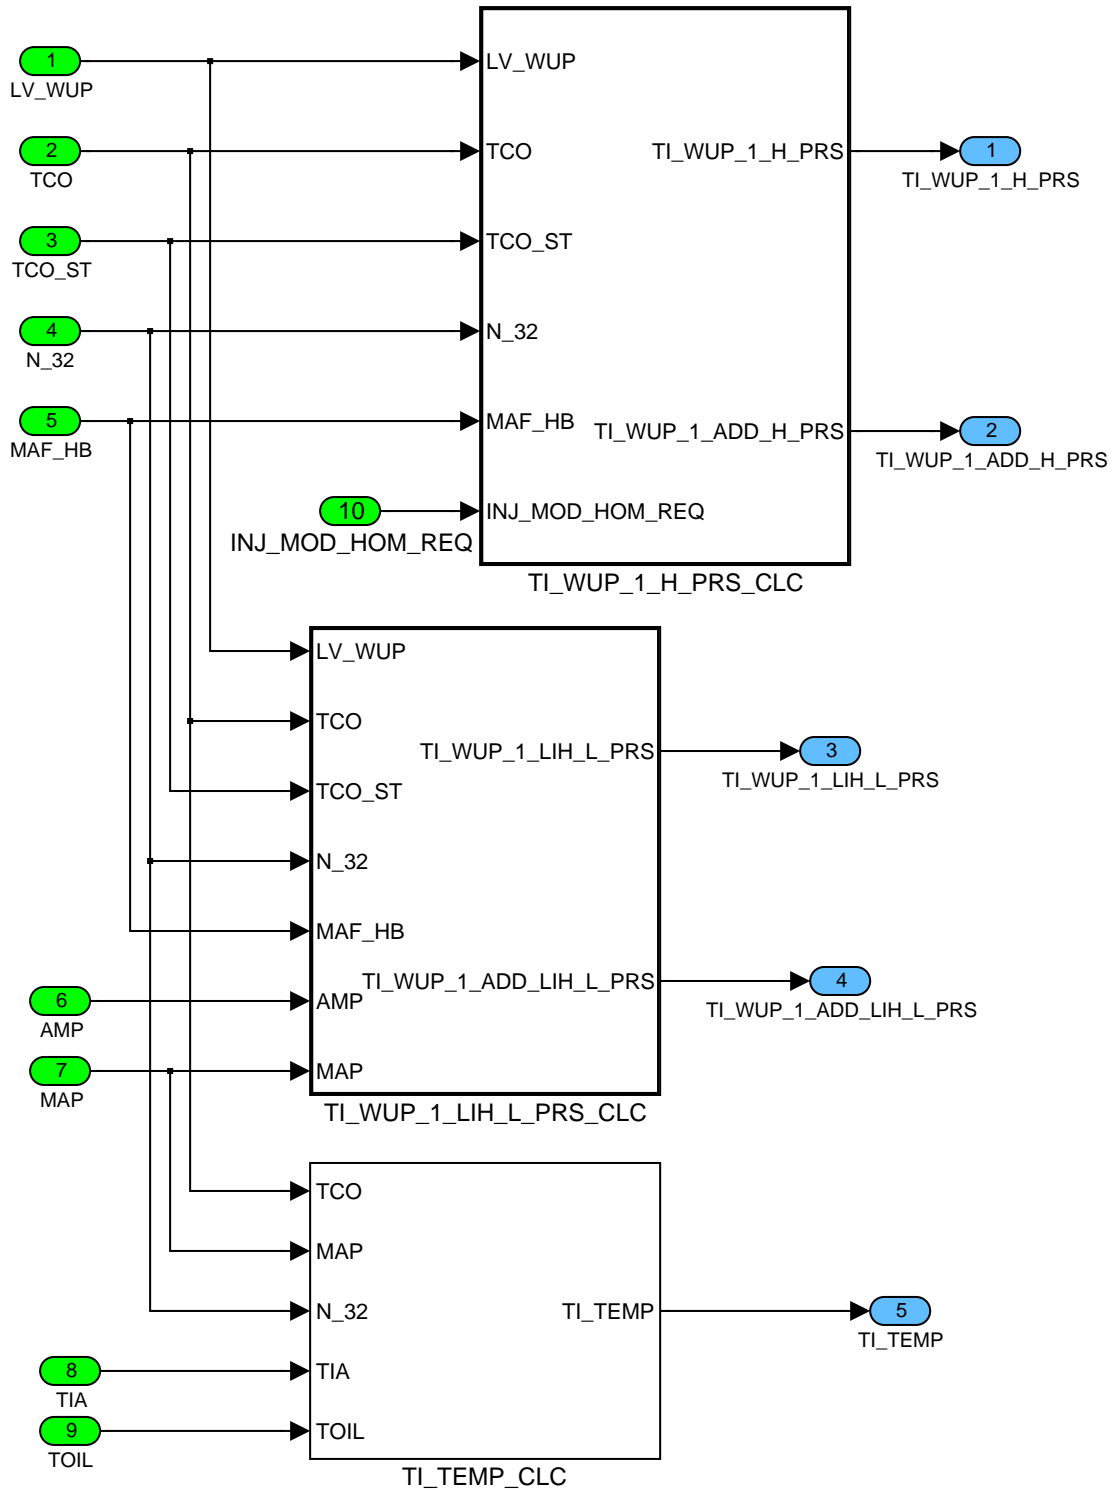 1
LV_WUP
2
TCO
3
TCO_ST
4
N_32
5
MAF_HB
10
INJ_MOD_HOM_REQ
LV_WUP
TCO
TCO_ST
N_32
MAF_HB
INJ_MOD_HOM_REQ
TI_WUP_1_H_PRS
TI_WUP_1_ADD_H_PRS
TI_WUP_1_H_PRS_CLC
1
TI_WUP_1_H_PRS
2
TI_WUP_1_ADD_H_PRS
6
AMP
7
MAP
LV_WUP
TCO
TCO_ST
N_32
MAF_HB
AMP
MAP
TI_WUP_1_LIH_L_PRS
TI_WUP_1_ADD_LIH_L_PRS
TI_WUP_1_LIH_L_PRS_CLC
3
TI_WUP_1_LIH_L_PRS
4
TI_WUP_1_ADD_LIH_L_PRS
8
TIA
9
TOIL
TCO
MAP
N_32
TIA
TOIL
TI_TEMP
TI_TEMP_CLC
5
TI_TEMP